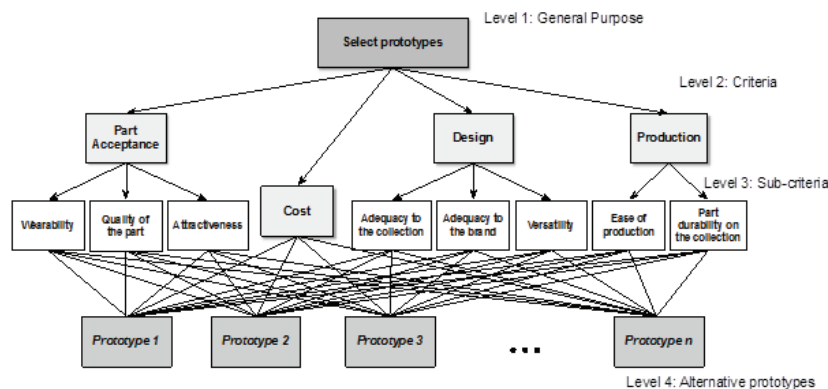 Level 1: General Purpose
Select prototypes
Level 2: Criteria
Part
Acceptance
Design
Production
Level 3: Sub-criteria
Cost
Wearability
Quality of
the part
Attractiveness
Adequacy to
the collection
Adequacy to
the brand
Versatility
Ease of
production
Part
durability on
the collection
Prototype 1
Prototype 2
Prototype 3
...
Prototype n
Level 4: Alternative prototypes